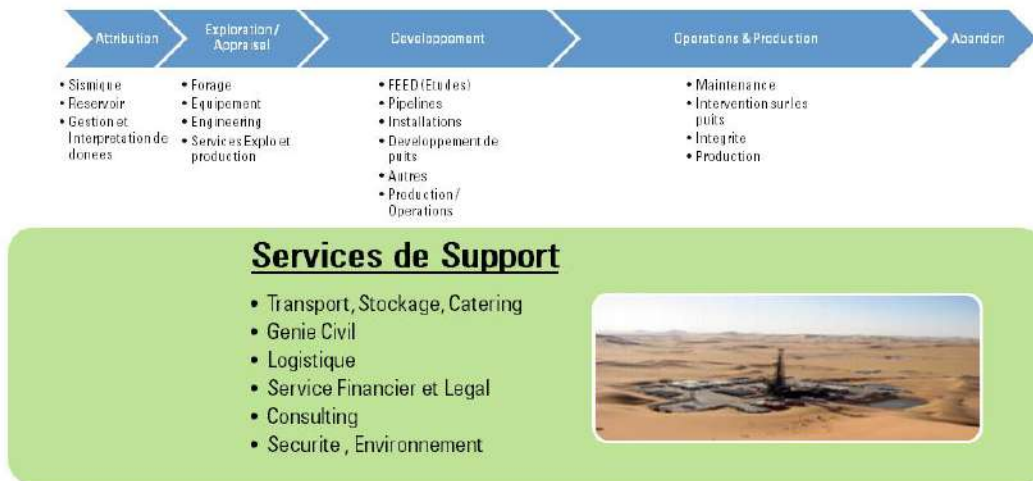 Attribution
Exploration /
Appraisal
Developpement
Operations & Production
Abandon
• Sismique
• Reservoir
• Gestion et
Interpretation de
donees
• Forage
• Equipement
• Engineering
• Services Explo et
production
• FEED (Etudes)
• Pipelines
• Installations
• Developpement de
puits
• Autres
• Production /
Operations
• Maintenance
• Intervention sur les
puits
• Integrite
• Production
Services de Support
• Transport, Stockage, Catering
• Genie Civil
• Logistique
• Service Financier et Legal
• Consulting
• Securite , Environnement